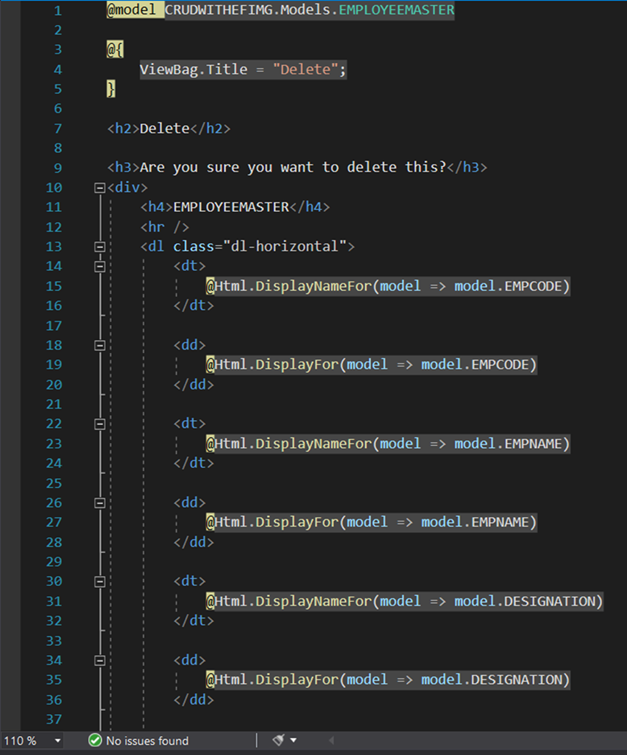 1 @model CRUDWITHEFIMG.Models.EMPLOYEEMASTER
2
3 @{
4 ViewBag.Title = "Delete";
5 }
6
7 <h2>Delete</h2>
8
9 <h3>Are you sure you want to delete this?</h3>
10 <div>
11 <h4>EMPLOYEEMASTER</h4>
12 <hr />
13 <dl class="dl-horizontal">
14 <dt>
15 @Html.DisplayNameFor(model => model.EMPCODE)
16 </dt>
17
18 <dd>
19 @Html.DisplayFor(model => model.EMPCODE)
20 </dd>
21
22 <dt>
23 @Html.DisplayNameFor(model => model.EMPNAME)
24 </dt>
25
26 <dd>
27 @Html.DisplayFor(model => model.EMPNAME)
28 </dd>
29
30 <dt>
31 @Html.DisplayNameFor(model => model.DESIGNATION)
32 </dt>
33
34 <dd>
35 @Html.DisplayFor(model => model.DESIGNATION)
36 </dd>
37
110 % No issues found